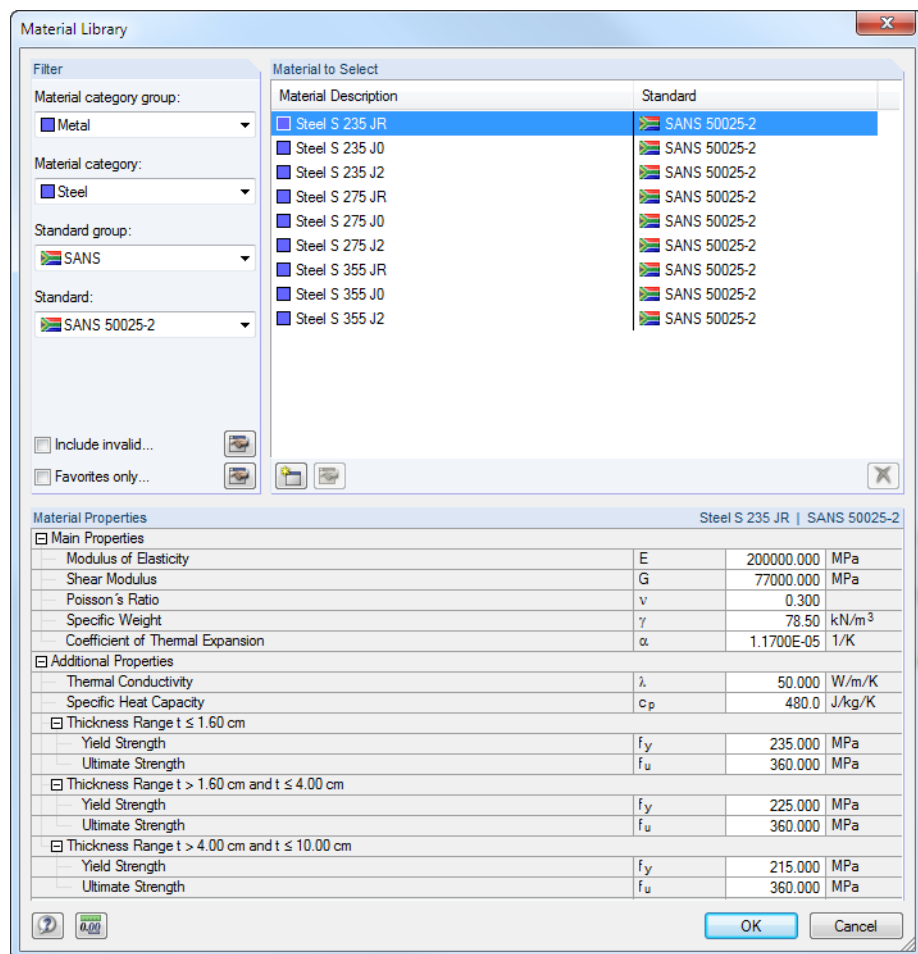 Material Library
Filter
Material category group:
Metal
Material category:
Steel
Standard group:
SANS
Standard:
SANS 50025-2
Include invalid...
Favorites only...
Material to Select
Material Description Standard
Steel S 235 JR SANS 50025-2
Steel S 235 J0 SANS 50025-2
Steel S 235 J2 SANS 50025-2
Steel S 275 JR SANS 50025-2
Steel S 275 J0 SANS 50025-2
Steel S 275 J2 SANS 50025-2
Steel S 355 JR SANS 50025-2
Steel S 355 J0 SANS 50025-2
Steel S 355 J2 SANS 50025-2
Material Properties Steel S 235 JR | SANS 50025-2
Main Properties
Modulus of Elasticity E 200000.000 MPa
Shear Modulus G 77000.000 MPa
Poisson´s Ratio ν 0.300
Specific Weight γ 78.50 kN/m³
Coefficient of Thermal Expansion α 1.1700E-05 1/K
Additional Properties
Thermal Conductivity λ 50.000 W/m/K
Specific Heat Capacity cp 480.0 J/kg/K
Thickness Range t ≤ 1.60 cm
Yield Strength fy 235.000 MPa
Ultimate Strength fu 360.000 MPa
Thickness Range t > 1.60 cm and t ≤ 4.00 cm
Yield Strength fy 225.000 MPa
Ultimate Strength fu 360.000 MPa
Thickness Range t > 4.00 cm and t ≤ 10.00 cm
Yield Strength fy 215.000 MPa
Ultimate Strength fu 360.000 MPa
0.00
OK Cancel